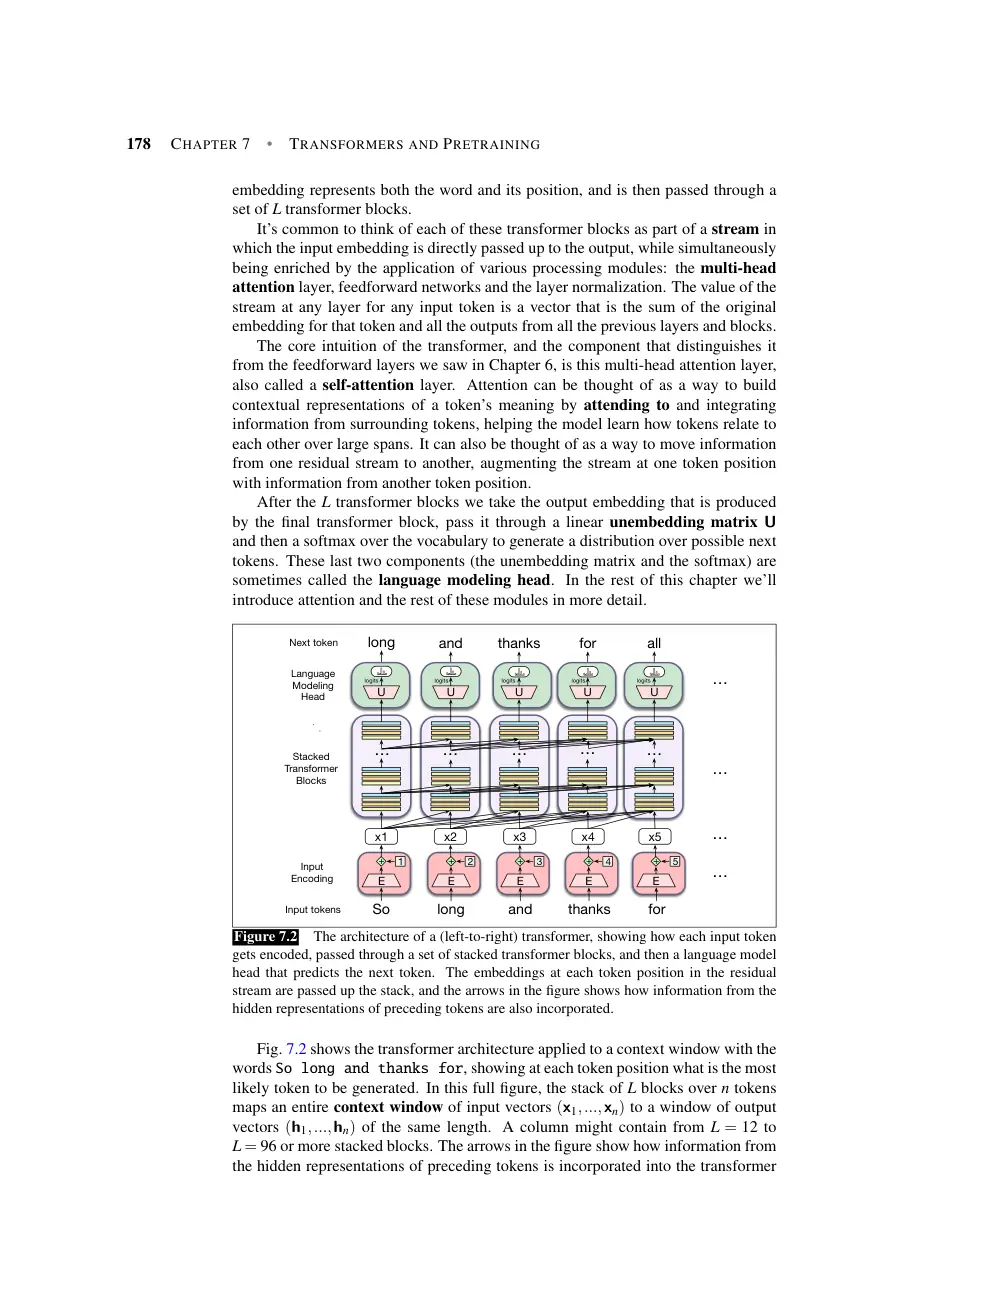 178 CHAPTER 7 • TRANSFORMERS AND PRETRAINING
embedding represents both the word and its position, and is then passed through a
set of L transformer blocks.
It's common to think of each of these transformer blocks as part of a stream in
which the input embedding is directly passed up to the output, while simultaneously
being enriched by the application of various processing modules: the multi-head
attention layer, feedforward networks and the layer normalization. The value of the
stream at any layer for any input token is a vector that is the sum of the original
embedding for that token and all the outputs from all the previous layers and blocks.
The core intuition of the transformer, and the component that distinguishes it
from the feedforward layers we saw in Chapter 6, is this multi-head attention layer,
also called a self-attention layer. Attention can be thought of as a way to build
contextual representations of a token's meaning by attending to and integrating
information from surrounding tokens, helping the model learn how tokens relate to
each other over large spans. It can also be thought of as a way to move information
from one residual stream to another, augmenting the stream at one token position
with information from another token position.
After the L transformer blocks we take the output embedding that is produced
by the final transformer block, pass it through a linear unembedding matrix U
and then a softmax over the vocabulary to generate a distribution over possible next
tokens. These last two components (the unembedding matrix and the softmax) are
sometimes called the language modeling head. In the rest of this chapter we'll
introduce attention and the rest of these modules in more detail.
Next token long and thanks for all
Language
Modeling
Head
logits logits logits logits logits …
U U U U U
… … … … …
Stacked
Transformer
Blocks
…
x1 x2 x3 x4 x5 …
+ 1 + 2 + 3 + 4 + 5
Input
Encoding
E E E E E …
Input tokens So long and thanks for
Figure 7.2 The architecture of a (left-to-right) transformer, showing how each input token
gets encoded, passed through a set of stacked transformer blocks, and then a language model
head that predicts the next token. The embeddings at each token position in the residual
stream are passed up the stack, and the arrows in the figure shows how information from the
hidden representations of preceding tokens are also incorporated.
Fig. 7.2 shows the transformer architecture applied to a context window with the
words So long and thanks for, showing at each token position what is the most
likely token to be generated. In this full figure, the stack of L blocks over n tokens
maps an entire context window of input vectors (x₁,...,xₙ) to a window of output
vectors (h₁,...,hₙ) of the same length. A column might contain from L = 12 to
L = 96 or more stacked blocks. The arrows in the figure show how information from
the hidden representations of preceding tokens is incorporated into the transformer